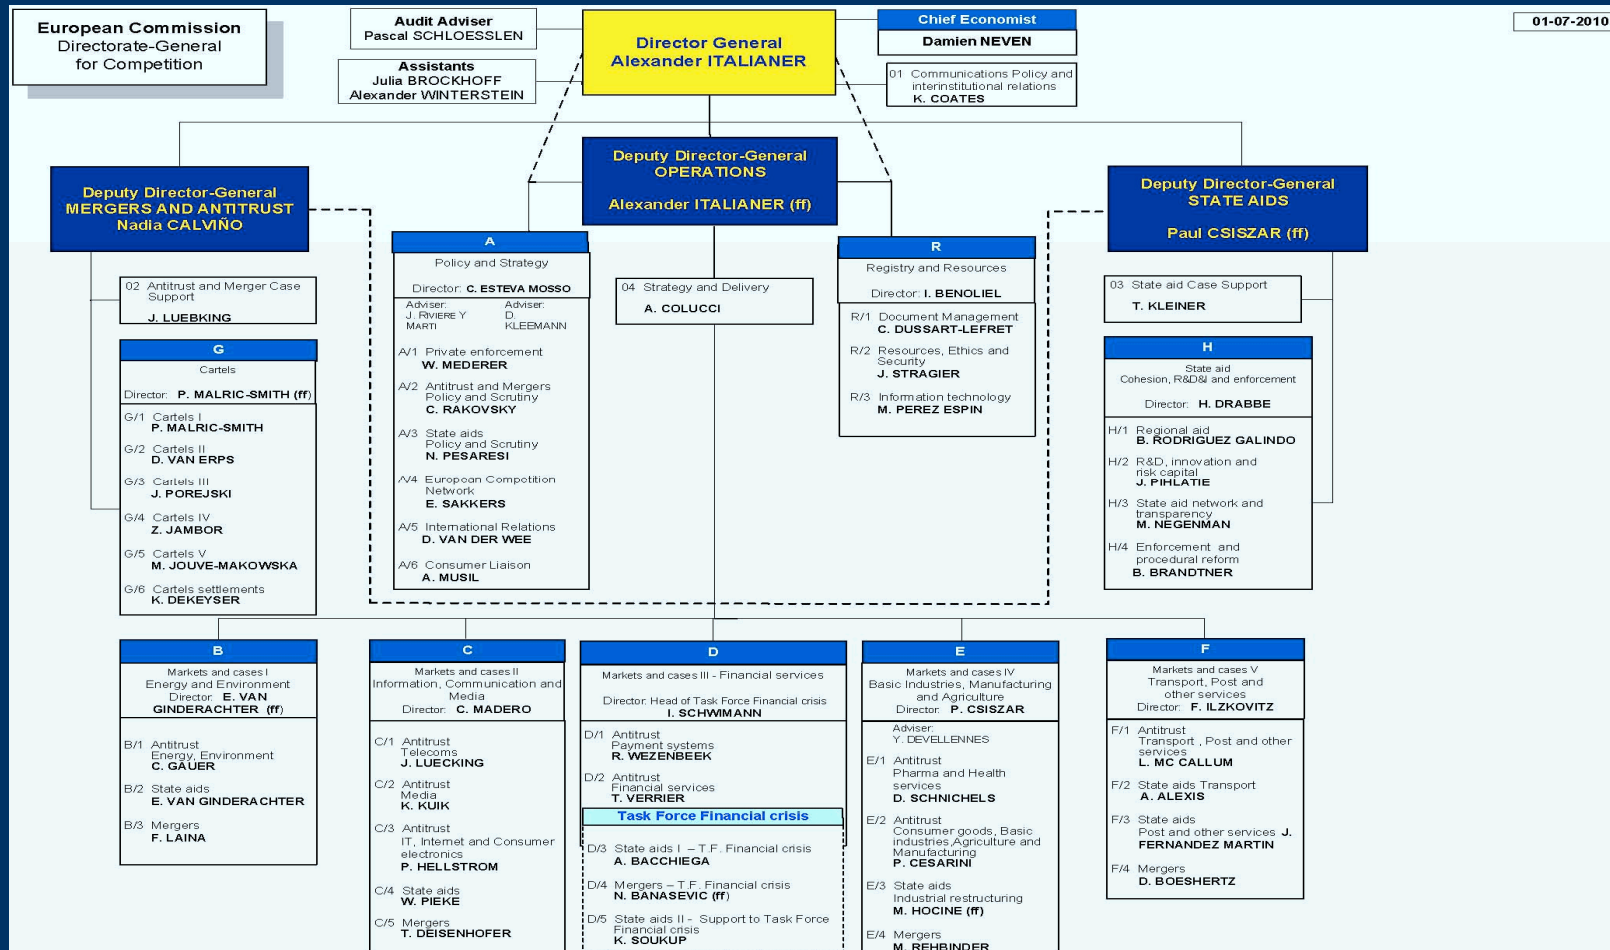 European Commission
Directorate-General
for Competition
Audit Adviser
Pascal SCHLOESSLEN
Assistants
Julia BROCKHOFF
Alexander WINTERSTEIN
Director General
Alexander ITALIANER
Chief Economist
Damien NEVEN
01 Communications Policy and
interinstitutional relations
K. COATES
01-07-2010
Deputy Director-General
MERGERS AND ANTITRUST
Nadia CALVIÑO
Deputy Director-General
OPERATIONS
Alexander ITALIANER (ff)
Deputy Director-General
STATE AIDS
Paul CSISZAR (ff)
02 Antitrust and Merger Case
Support
J. LUEBKING
G
Cartels
Director: P. MALRIC-SMITH (ff)
G/1 Cartels I
P. MALRIC-SMITH
G/2 Cartels II
D. VAN ERPS
G/3 Cartels III
J. POREJSKI
G/4 Cartels IV
Z. JAMBOR
G/5 Cartels V
M. JOUVE-MAKOWSKA
G/6 Cartels settlements
K. DEKEYSER
A
Policy and Strategy
Director: C. ESTEVA MOSSO
Adviser:
J. RIVIERE Y
MARTI
Adviser:
D.
KLEEMANN
A/1 Private enforcement
W. MEDERER
A/2 Antitrust and Mergers
Policy and Scrutiny
C. RAKOVSKY
A/3 State aids
Policy and Scrutiny
N. PESARESI
A/4 European Competition
Network
E. SAKKERS
A/5 International Relations
D. VAN DER WEE
A/6 Consumer Liaison
A. MUSIL
04 Strategy and Delivery
A. COLUCCI
R
Registry and Resources
Director: I. BENOLIEL
R/1 Document Management
C. DUSSART-LEFRET
R/2 Resources, Ethics and
Security
J. STRAGIER
R/3 Information technology
M. PEREZ ESPIN
03 State aid Case Support
T. KLEINER
H
State aid
Cohesion, R&D&I and enforcement
Director: H. DRABBE
H/1 Regional aid
B. RODRIGUEZ GALINDO
H/2 R&D, innovation and
risk capital
J. PIHLATIE
H/3 State aid network and
transparency
M. NEGENMAN
H/4 Enforcement and
procedural reform
B. BRANDTNER
B
Markets and cases I
Energy and Environment
Director: E. VAN
GINDERACHTER (ff)
B/1 Antitrust
Energy, Environment
C. GAUER
B/2 State aids
E. VAN GINDERACHTER
B/3 Mergers
F. LAINA
C
Markets and cases II
Information, Communication and
Media
Director: C. MADERO
C/1 Antitrust
Telecoms
J. LUECKING
C/2 Antitrust
Media
K. KUIK
C/3 Antitrust
IT, Internet and Consumer
electronics
P. HELLSTROM
C/4 State aids
W. PIEKE
C/5 Mergers
T. DEISENHOFER
D
Markets and cases III - Financial services
Director: Head of Task Force Financial crisis
I. SCHWIMANN
D/1 Antitrust
Payment systems
R. WEZENBEEK
D/2 Antitrust
Financial services
T. VERRIER
Task Force Financial crisis
D/3 State aids I – T.F. Financial crisis
A. BACCHIEGA
D/4 Mergers – T.F. Financial crisis
N. BANASEVIC (ff)
D/5 State aids II - Support to Task Force
Financial crisis
K. SOUKUP
E
Markets and cases IV
Basic Industries, Manufacturing
and Agriculture
Director: P. CSISZAR
Adviser:
Y. DEVELLENNES
E/1 Antitrust
Pharma and Health
services
D. SCHNICHELS
E/2 Antitrust
Consumer goods, Basic
industries,Agriculture and
Manufacturing
P. CESARINI
E/3 State aids
Industrial restructuring
M. HOCINE (ff)
E/4 Mergers
M. REHBINDER
F
Markets and cases V
Transport, Post and
other services
Director: F. ILZKOVITZ
F/1 Antitrust
Transport , Post and other
services
L. MC CALLUM
F/2 State aids Transport
A. ALEXIS
F/3 State aids
Post and other services J.
FERNANDEZ MARTIN
F/4 Mergers
D. BOESHERTZ